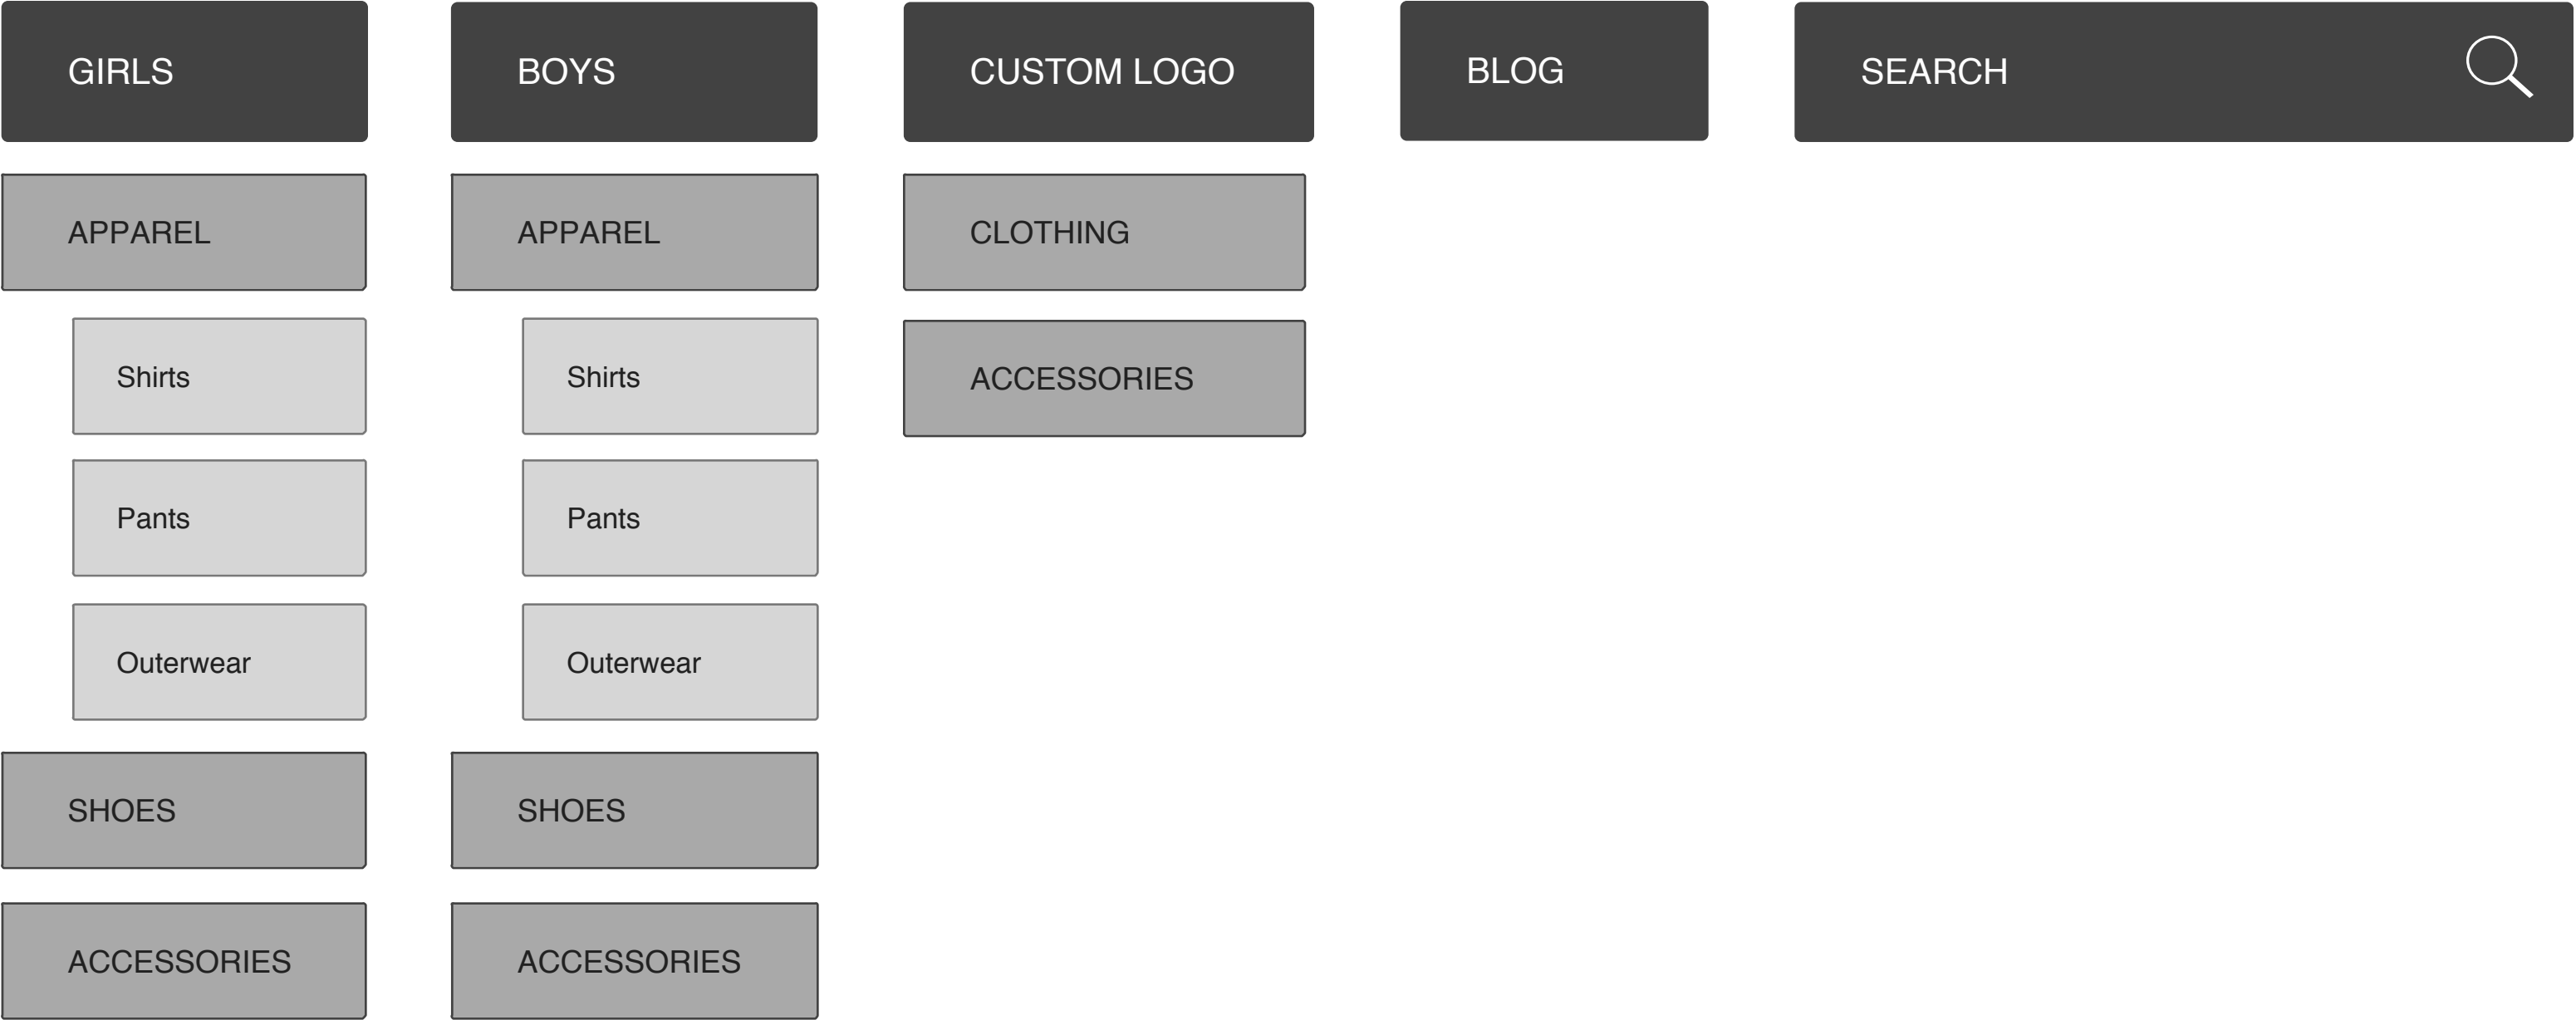 GIRLS
BOYS
CUSTOM LOGO
BLOG
SEARCH
APPAREL
APPAREL
CLOTHING
Shirts
Shirts
ACCESSORIES
Pants
Pants
Outerwear
Outerwear
SHOES
SHOES
ACCESSORIES
ACCESSORIES